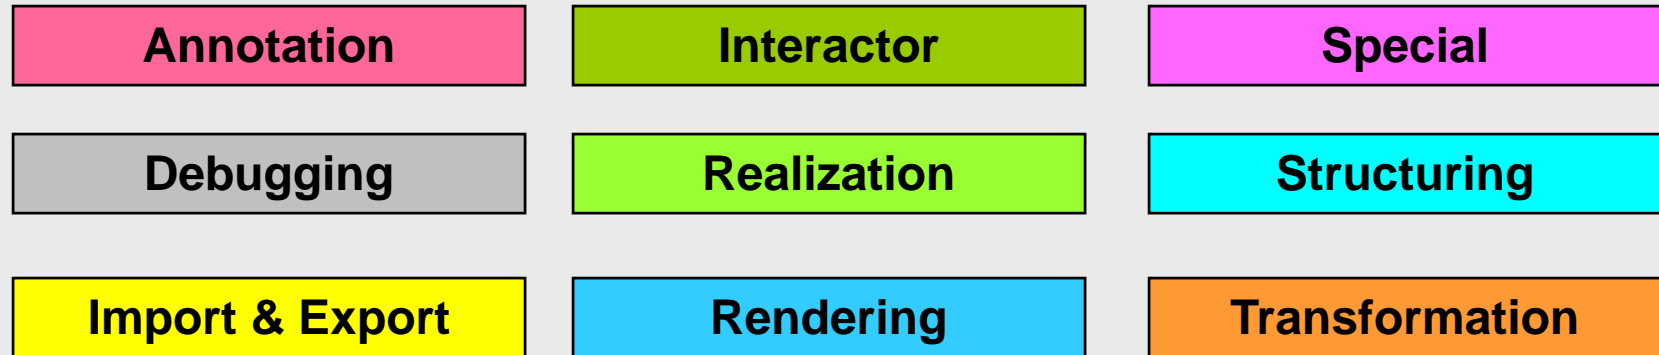 Annotation
Interactor
Special
Debugging
Realization
Structuring
Import & Export
Rendering
Transformation